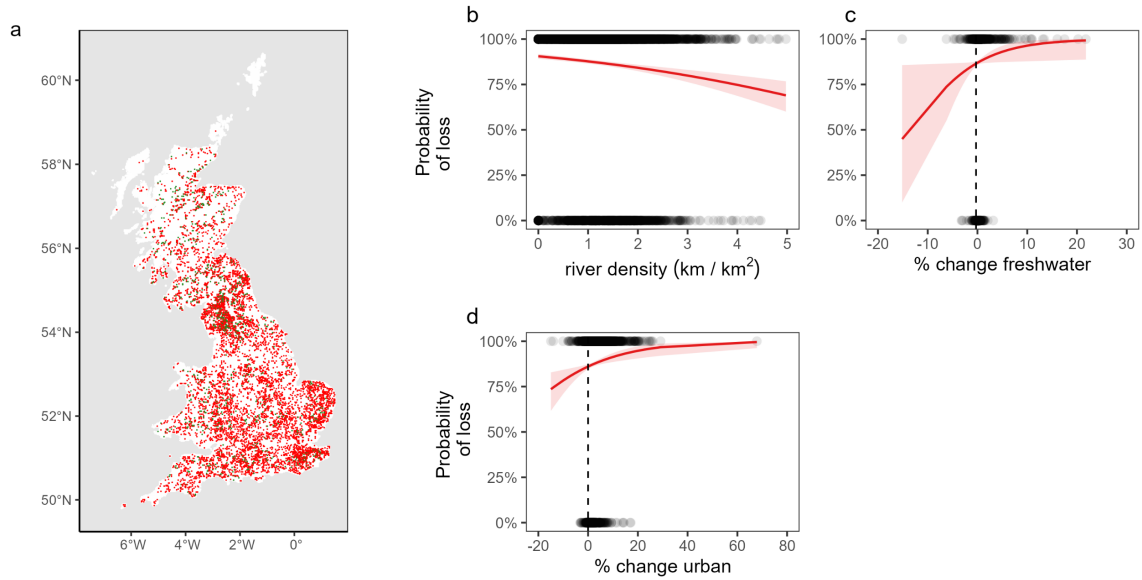 a
60°N
58°N
56°N
54°N
52°N
50°N
6°W 4°W 2°W 0°
b
Probability
of loss
100%
75%
50%
25%
0%
0 1 2 3 4 5
river density (km / km²)
c
100%
75%
50%
25%
0%
-20 -10 0 10 20 30
% change freshwater
d
Probability
of loss
100%
75%
50%
25%
0%
-20 0 20 40 60 80
% change urban